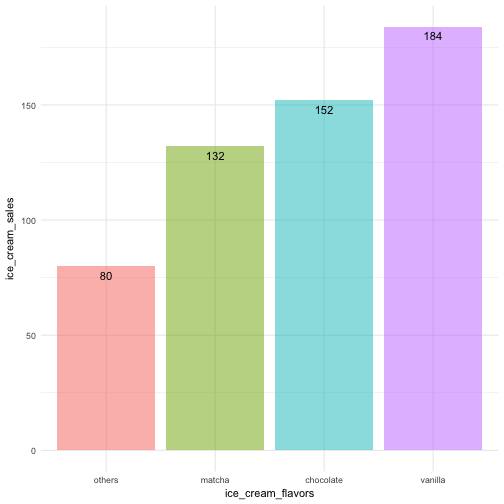 184
152
132
80
150
100
50
0
ice_cream_sales
others matcha chocolate vanilla
ice_cream_flavors